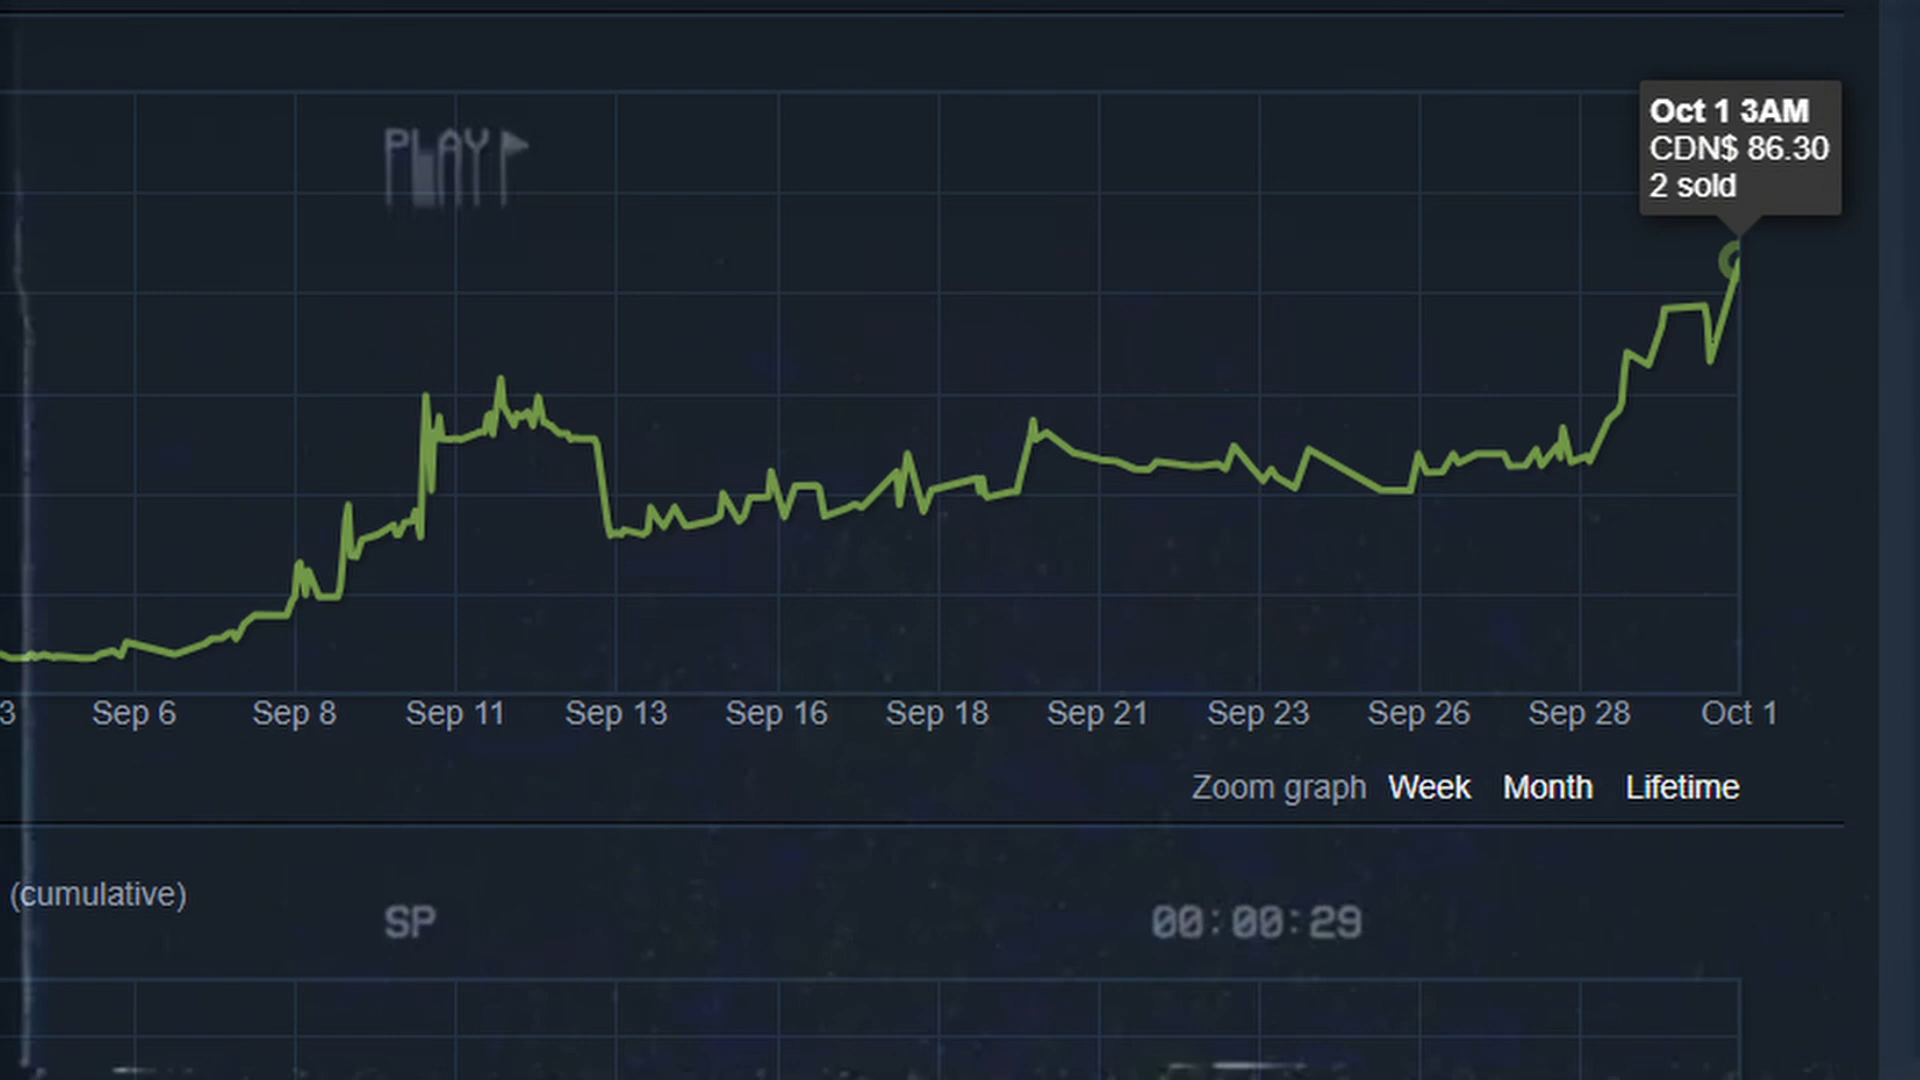 PLAY
Oct 1 3AM
CDN$ 86.30
2 sold
3 Sep 6 Sep 8 Sep 11 Sep 13 Sep 16 Sep 18 Sep 21 Sep 23 Sep 26 Sep 28 Oct 1
Zoom graph Week Month Lifetime
(cumulative)
SP 00:00:29